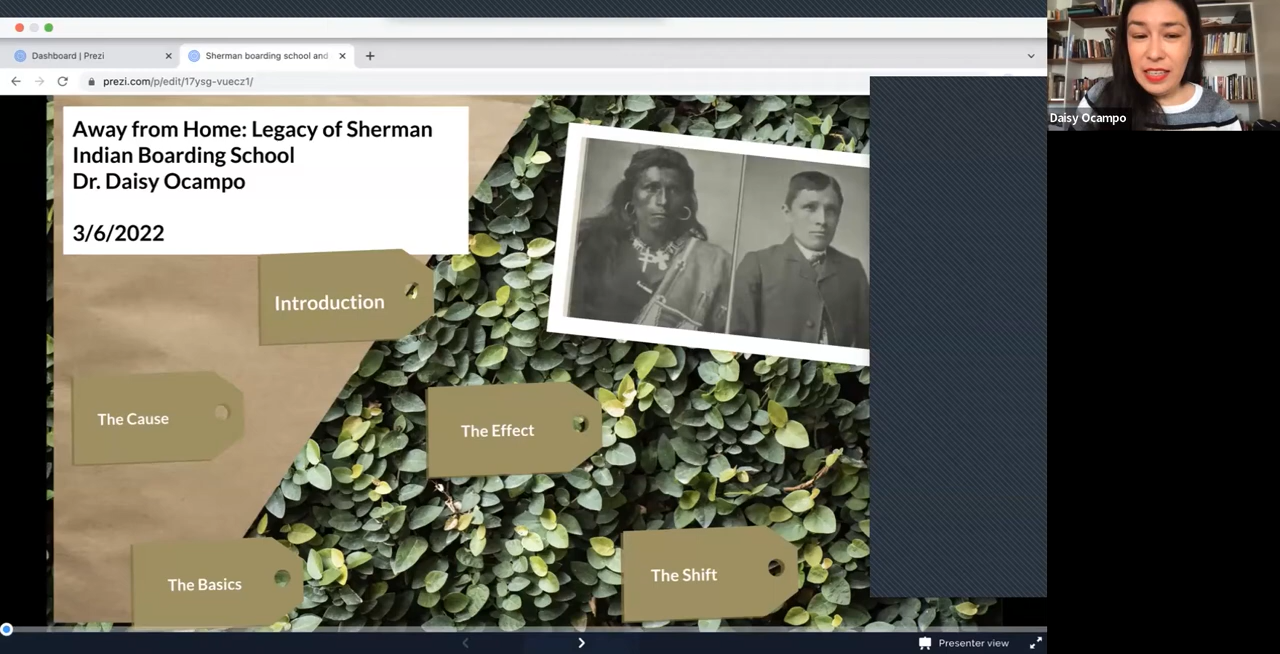 Dashboard | Prezi
Sherman boarding school and
prezi.com/p/edit/17ysg-vuecz1/
Away from Home: Legacy of Sherman
Indian Boarding School
Dr. Daisy Ocampo
3/6/2022
Introduction
The Cause
The Effect
The Basics
The Shift
Presenter view
Daisy Ocampo